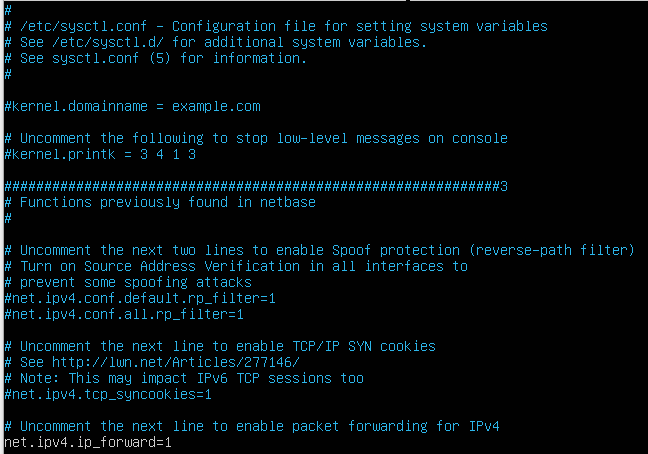 #
# /etc/sysctl.conf - Configuration file for setting system variables
# See /etc/sysctl.d/ for additional system variables.
# See sysctl.conf (5) for information.
#
#kernel.domainname = example.com
# Uncomment the following to stop low-level messages on console
#kernel.printk = 3 4 1 3
##############################################################3
# Functions previously found in netbase
#
# Uncomment the next two lines to enable Spoof protection (reverse-path filter)
# Turn on Source Address Verification in all interfaces to
# prevent some spoofing attacks
#net.ipv4.conf.default.rp_filter=1
#net.ipv4.conf.all.rp_filter=1
# Uncomment the next line to enable TCP/IP SYN cookies
# See http://lwn.net/Articles/277146/
# Note: This may impact IPv6 TCP sessions too
#net.ipv4.tcp_syncookies=1
# Uncomment the next line to enable packet forwarding for IPv4
net.ipv4.ip_forward=1